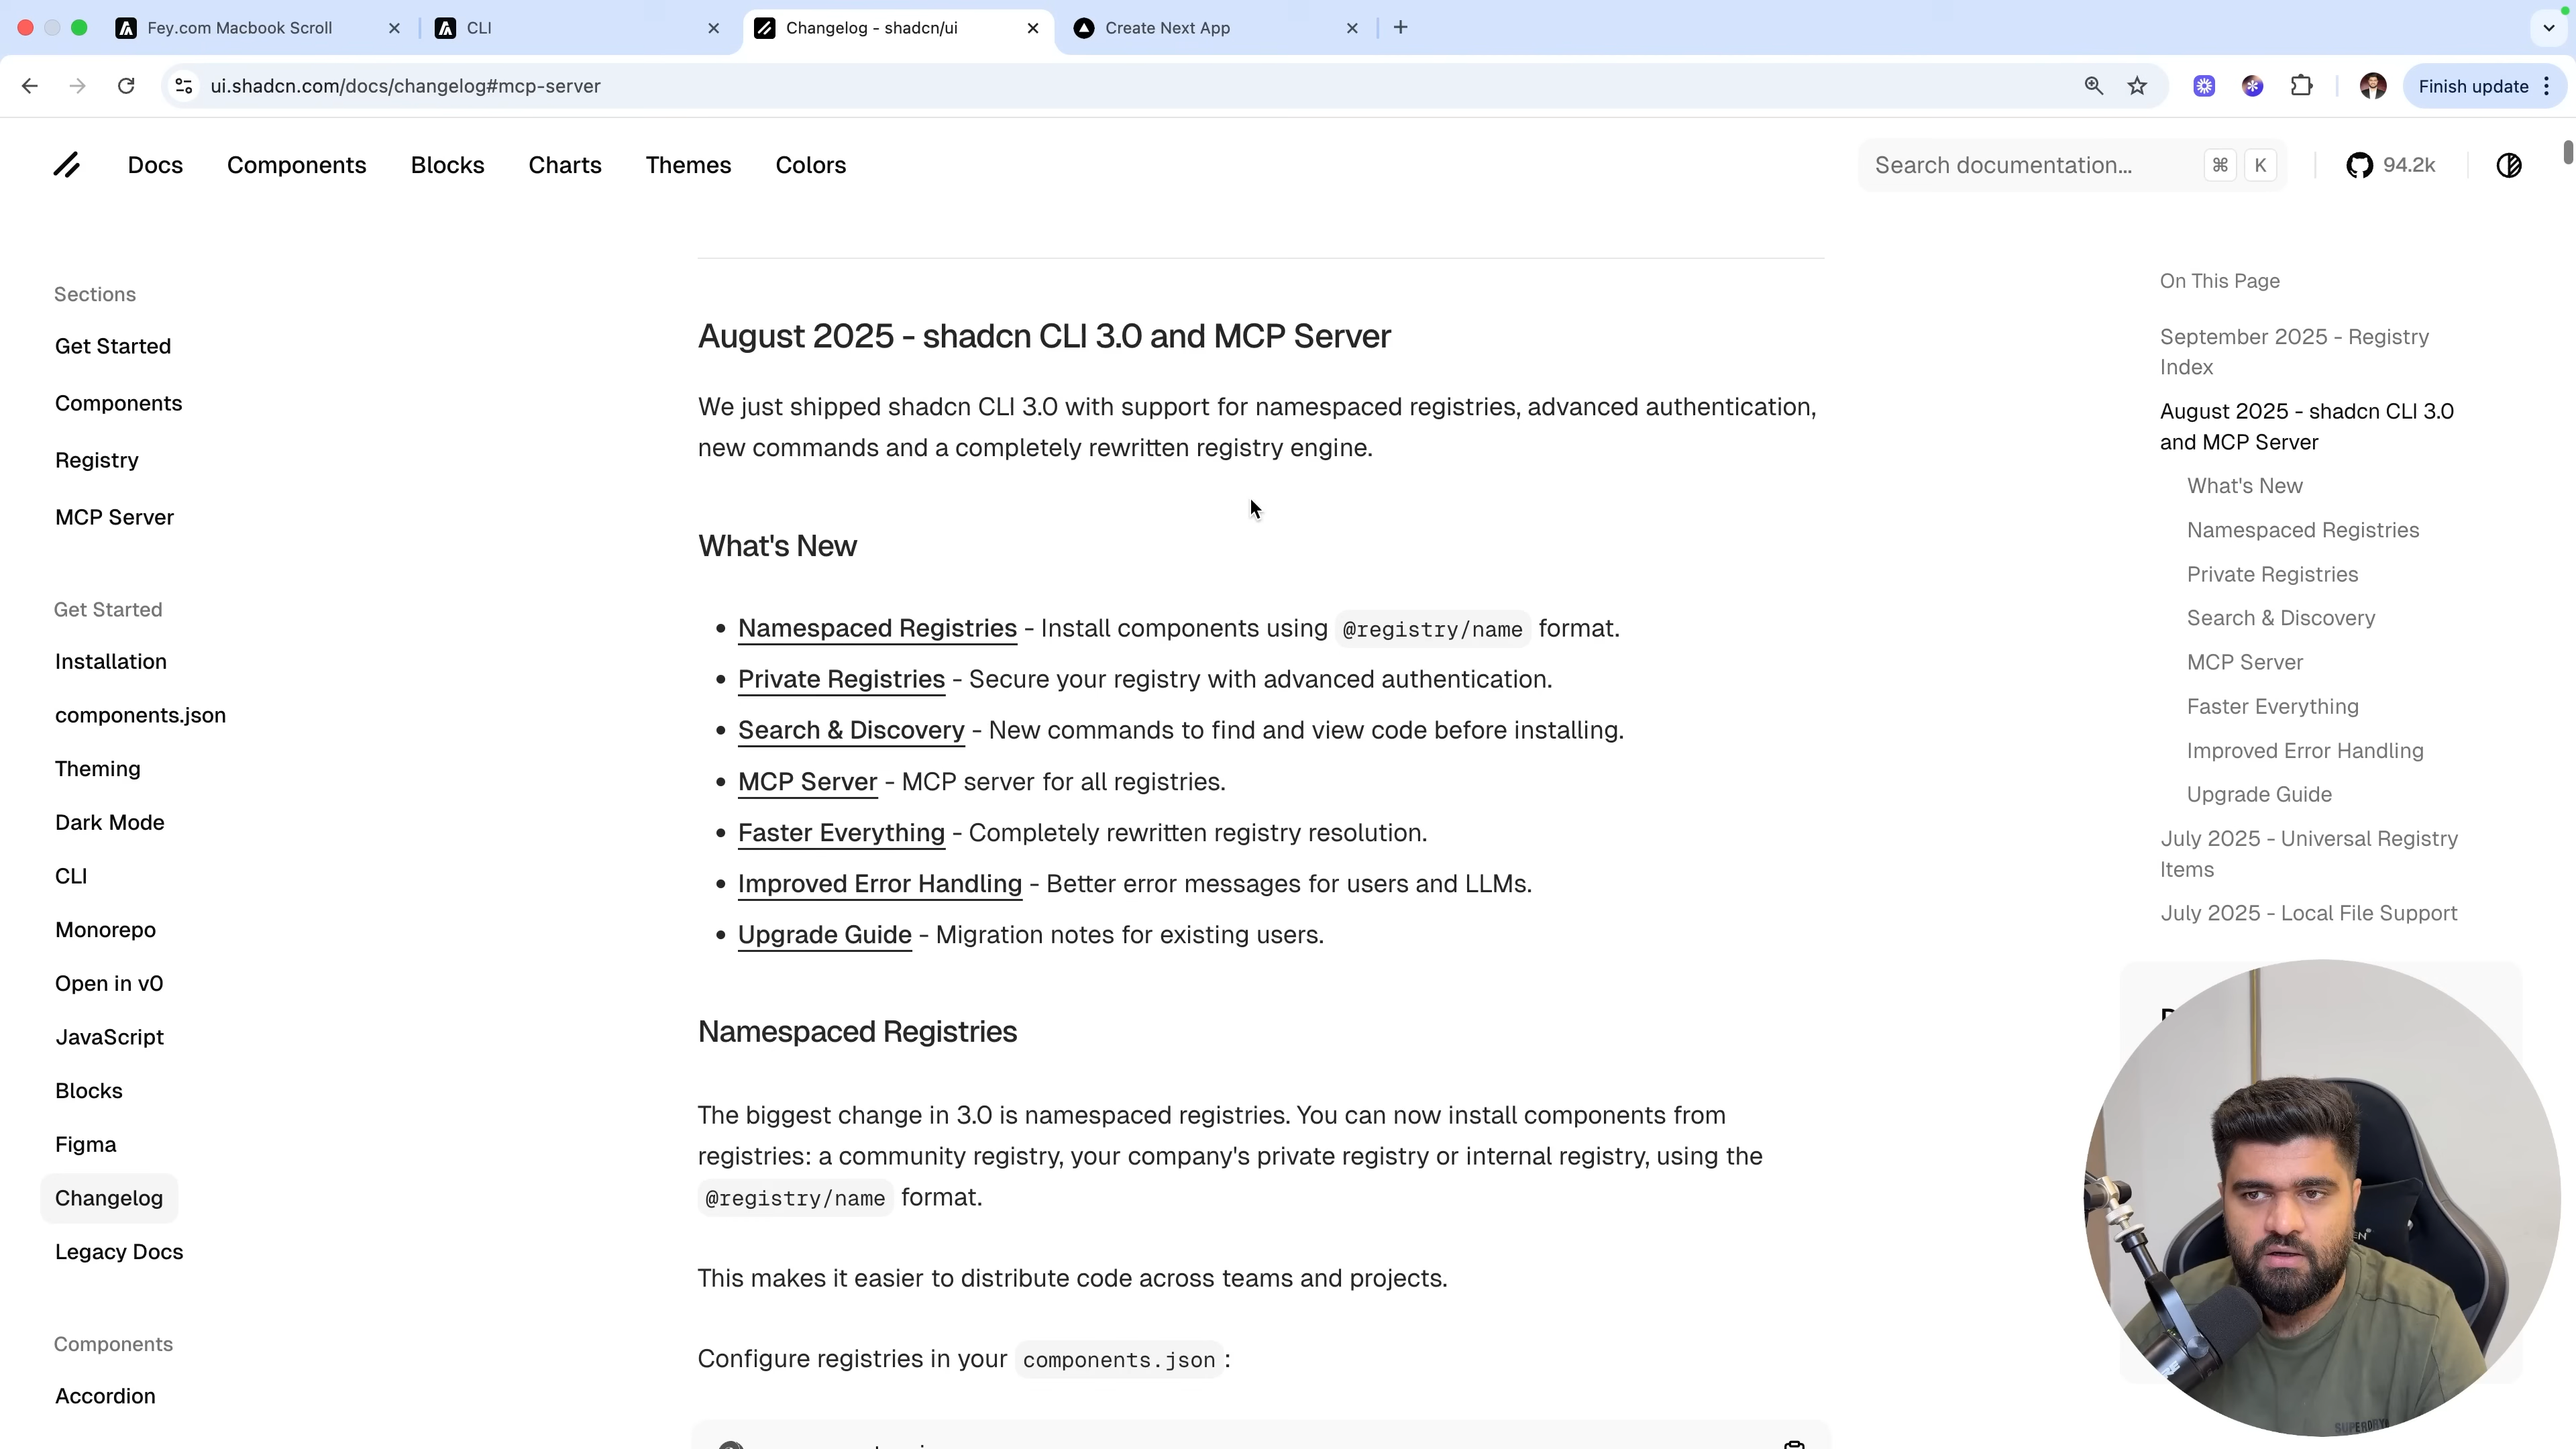 Fey.com Macbook Scroll
CLI
Changelog - shadcn/ui
Create Next App
ui.shadcn.com/docs/changelog#mcp-server
Finish update
Docs
Components
Blocks
Charts
Themes
Colors
Search documentation...
⌘ K
94.2k
Sections
Get Started
Components
Registry
MCP Server
Get Started
Installation
components.json
Theming
Dark Mode
CLI
Monorepo
Open in v0
JavaScript
Blocks
Figma
Changelog
Legacy Docs
Components
Accordion
August 2025 - shadcn CLI 3.0 and MCP Server
We just shipped shadcn CLI 3.0 with support for namespaced registries, advanced authentication,
new commands and a completely rewritten registry engine.
What's New
• Namespaced Registries - Install components using @registry/name format.
• Private Registries - Secure your registry with advanced authentication.
• Search & Discovery - New commands to find and view code before installing.
• MCP Server - MCP server for all registries.
• Faster Everything - Completely rewritten registry resolution.
• Improved Error Handling - Better error messages for users and LLMs.
• Upgrade Guide - Migration notes for existing users.
Namespaced Registries
The biggest change in 3.0 is namespaced registries. You can now install components from
registries: a community registry, your company's private registry or internal registry, using the
@registry/name format.
This makes it easier to distribute code across teams and projects.
Configure registries in your components.json:
On This Page
September 2025 - Registry
Index
August 2025 - shadcn CLI 3.0
and MCP Server
What's New
Namespaced Registries
Private Registries
Search & Discovery
MCP Server
Faster Everything
Improved Error Handling
Upgrade Guide
July 2025 - Universal Registry
Items
July 2025 - Local File Support